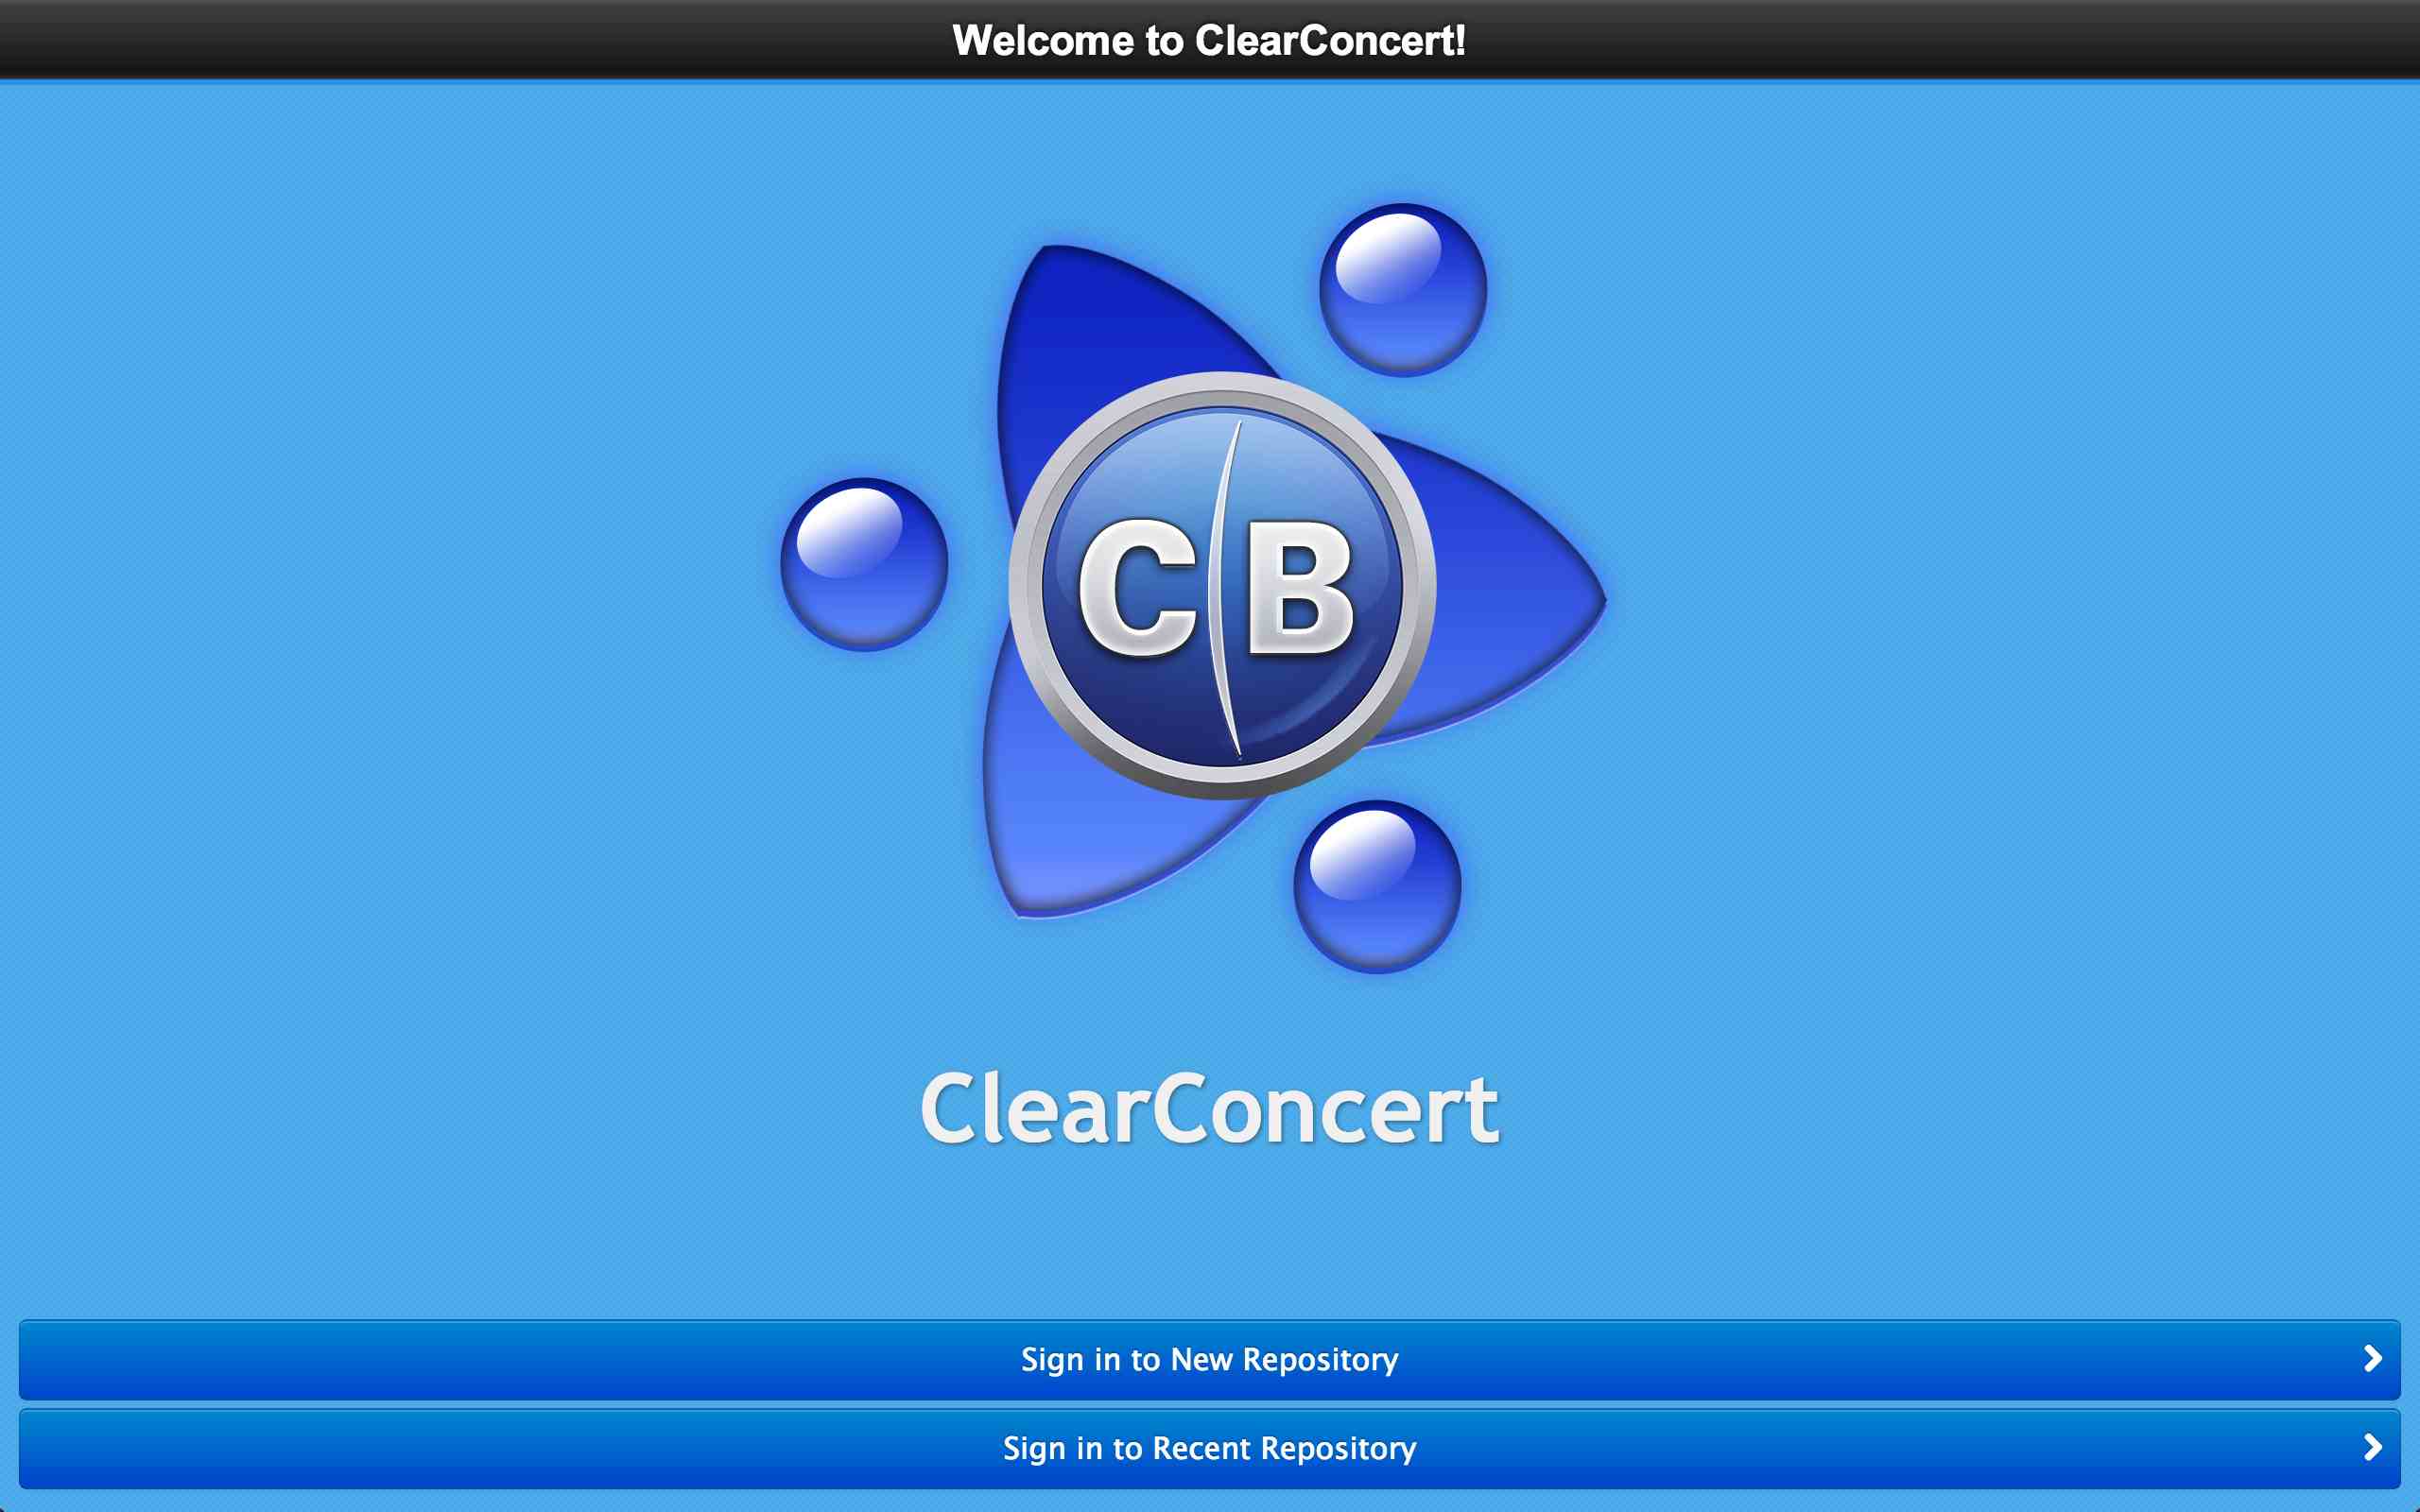 Welcome to ClearConcert!
C B
ClearConcert
Sign in to New Repository
Sign in to Recent Repository